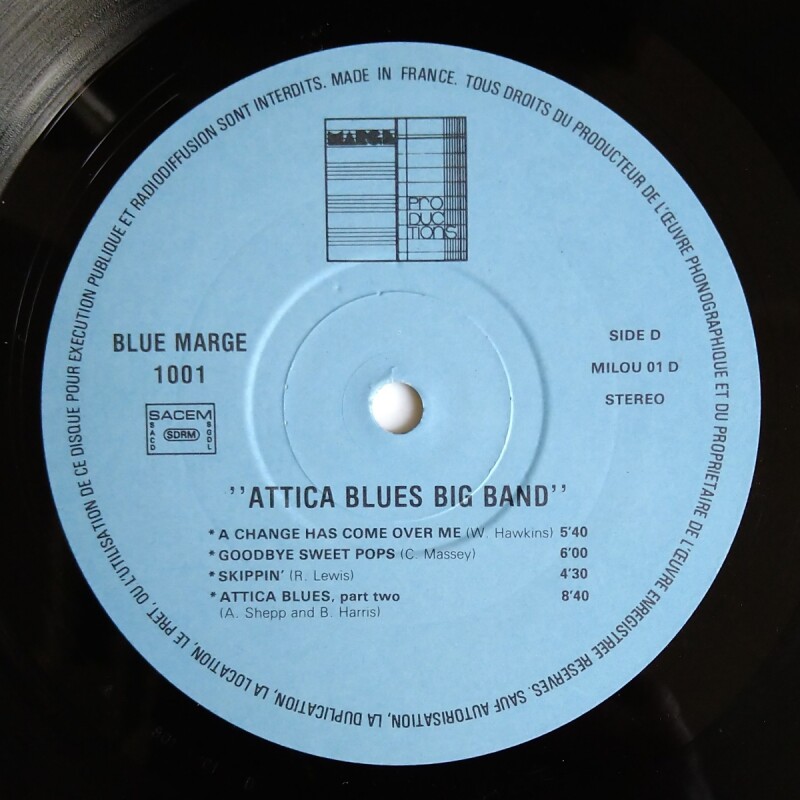 TOUS DROITS DU PRODUCTEUR DE L'ŒUVRE PHONOGRAPHIQUE ET DU PROPRIETAIRE DE L'ŒUVRE ENREGISTREE RESERVES. SAUF AUTORISATION, LA DUPLICATION, LA LOCATION, LE PRET, OU L'UTILISATION DE CE DISQUE POUR EXECUTION PUBLIQUE ET RADIODIFFUSION SONT INTERDITS. MADE IN FRANCE.
MARGE
PRO
DUC
TIONS
BLUE MARGE
1001
SACEM
SACD
SDRM
SGDL
SIDE D
MILOU 01 D
STEREO
''ATTICA BLUES BIG BAND''
* A CHANGE HAS COME OVER ME (W. Hawkins) 5'40
* GOODBYE SWEET POPS (C. Massey) 6'00
* SKIPPIN' (R. Lewis) 4'30
* ATTICA BLUES, part two 8'40
(A. Shepp and B. Harris)